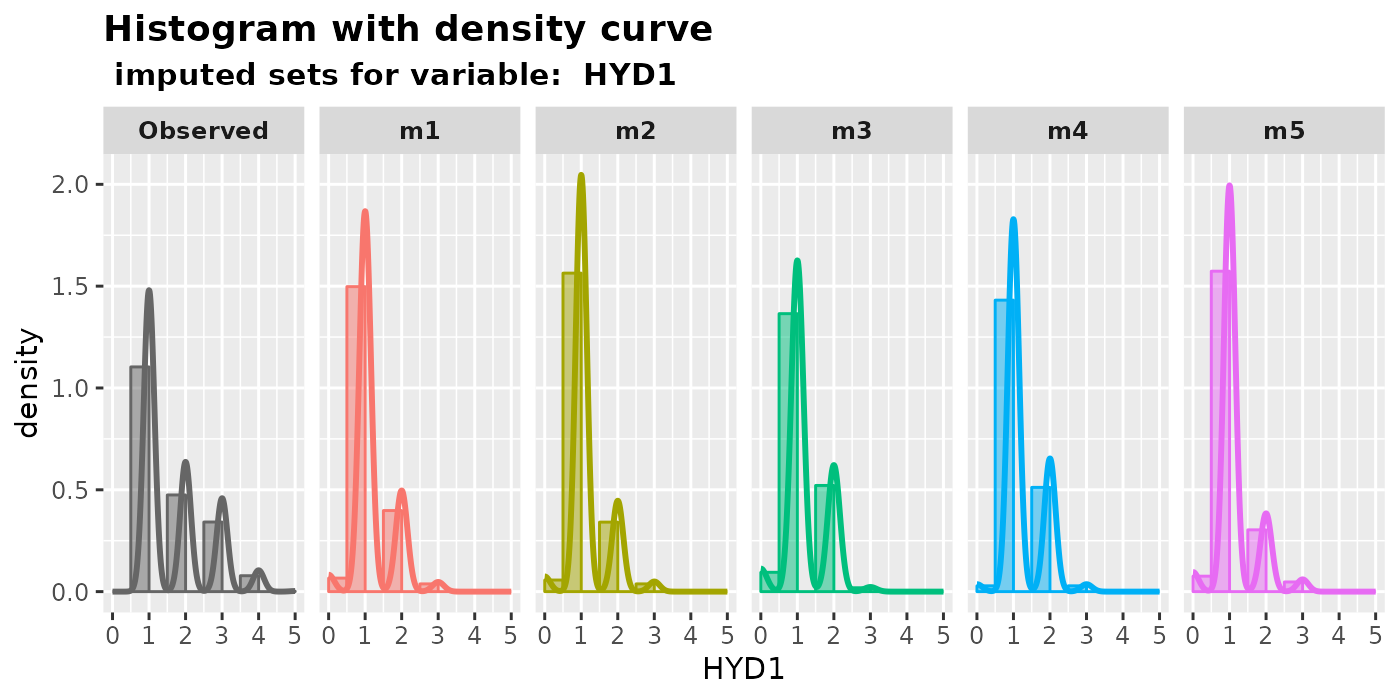 Histogram with density curve
imputed sets for variable:  HYD1
Observed m1 m2 m3 m4 m5
2.0
1.5
1.0
0.5
0.0
density
0 1 2 3 4 5 0 1 2 3 4 5 0 1 2 3 4 5 0 1 2 3 4 5 0 1 2 3 4 5 0 1 2 3 4 5
HYD1